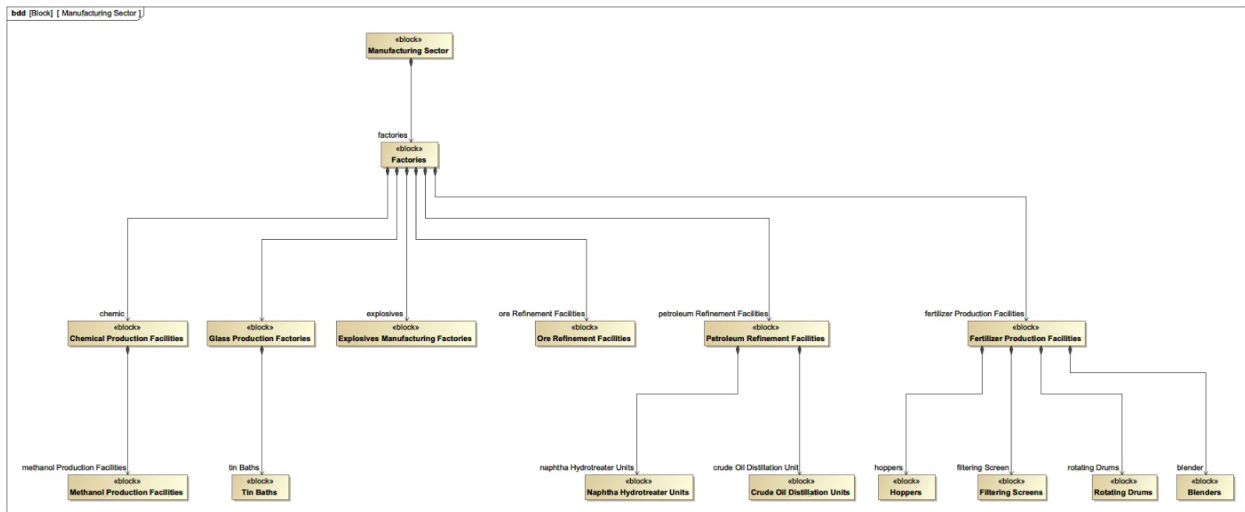 bdd [Block] [ Manufacturing Sector ]
«block»
Manufacturing Sector
factories
«block»
Factories
chemic
«block»
Chemical Production Facilities
«block»
Glass Production Factories
explosives
«block»
Explosives Manufacturing Factories
ore Refinement Facilities
«block»
Ore Refinement Facilities
petroleum Refinement Facilities
«block»
Petroleum Refinement Facilities
fertilizer Production Facilities
«block»
Fertilizer Production Facilities
methanol Production Facilities
«block»
Methanol Production Facilities
tin Baths
«block»
Tin Baths
naphtha Hydrotreater Units
«block»
Naphtha Hydrotreater Units
crude Oil Distillation Unit
«block»
Crude Oil Distillation Units
hoppers
«block»
Hoppers
filtering Screen
«block»
Filtering Screens
rotating Drums
«block»
Rotating Drums
blender
«block»
Blenders